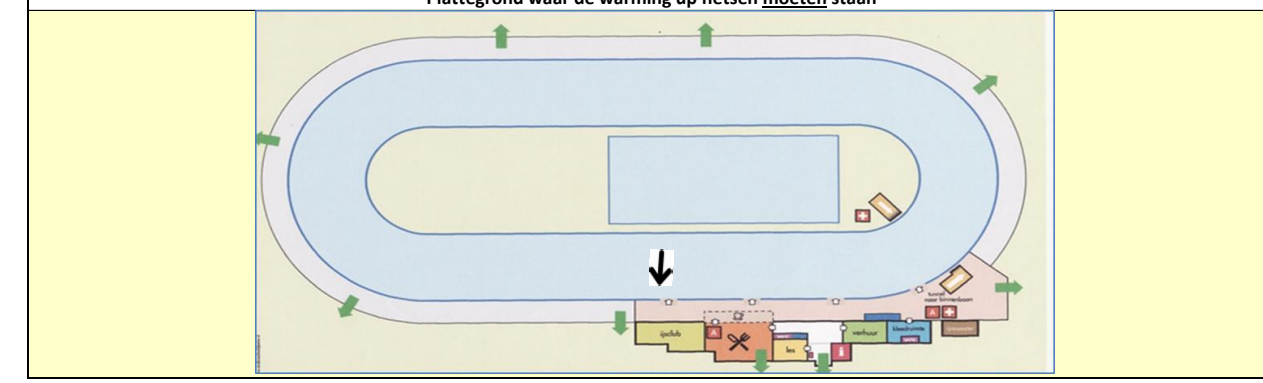 Plattegrond waar de warming up fietsen moeten staan
tunnel
naar binnenbaan
A
ijsclub
A
les
verhuur
kleedruimte